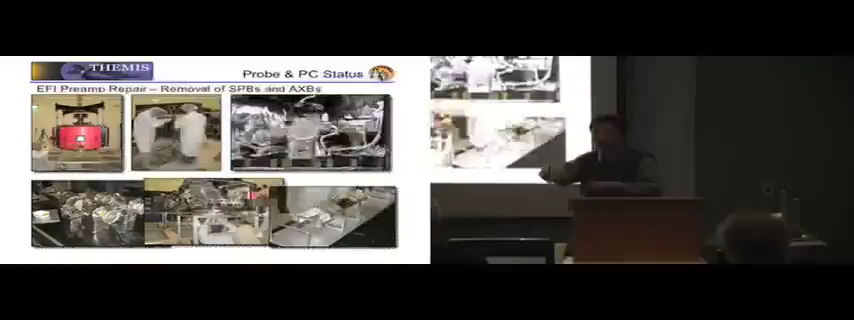 THEMIS
Probe & PC Status
EFI Preamp Repair – Removal of SPBs and AXBs